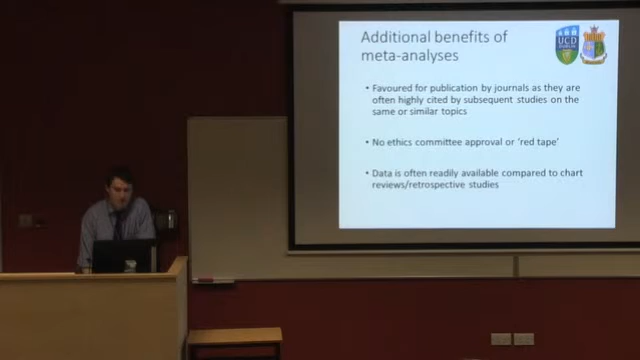 Additional benefits of
meta-analyses
UCD
DUBLIN
• Favoured for publication by journals as they are
often highly cited by subsequent studies on the
same or similar topics
• No ethics committee approval or ‘red tape’
• Data is often readily available compared to chart
reviews/retrospective studies